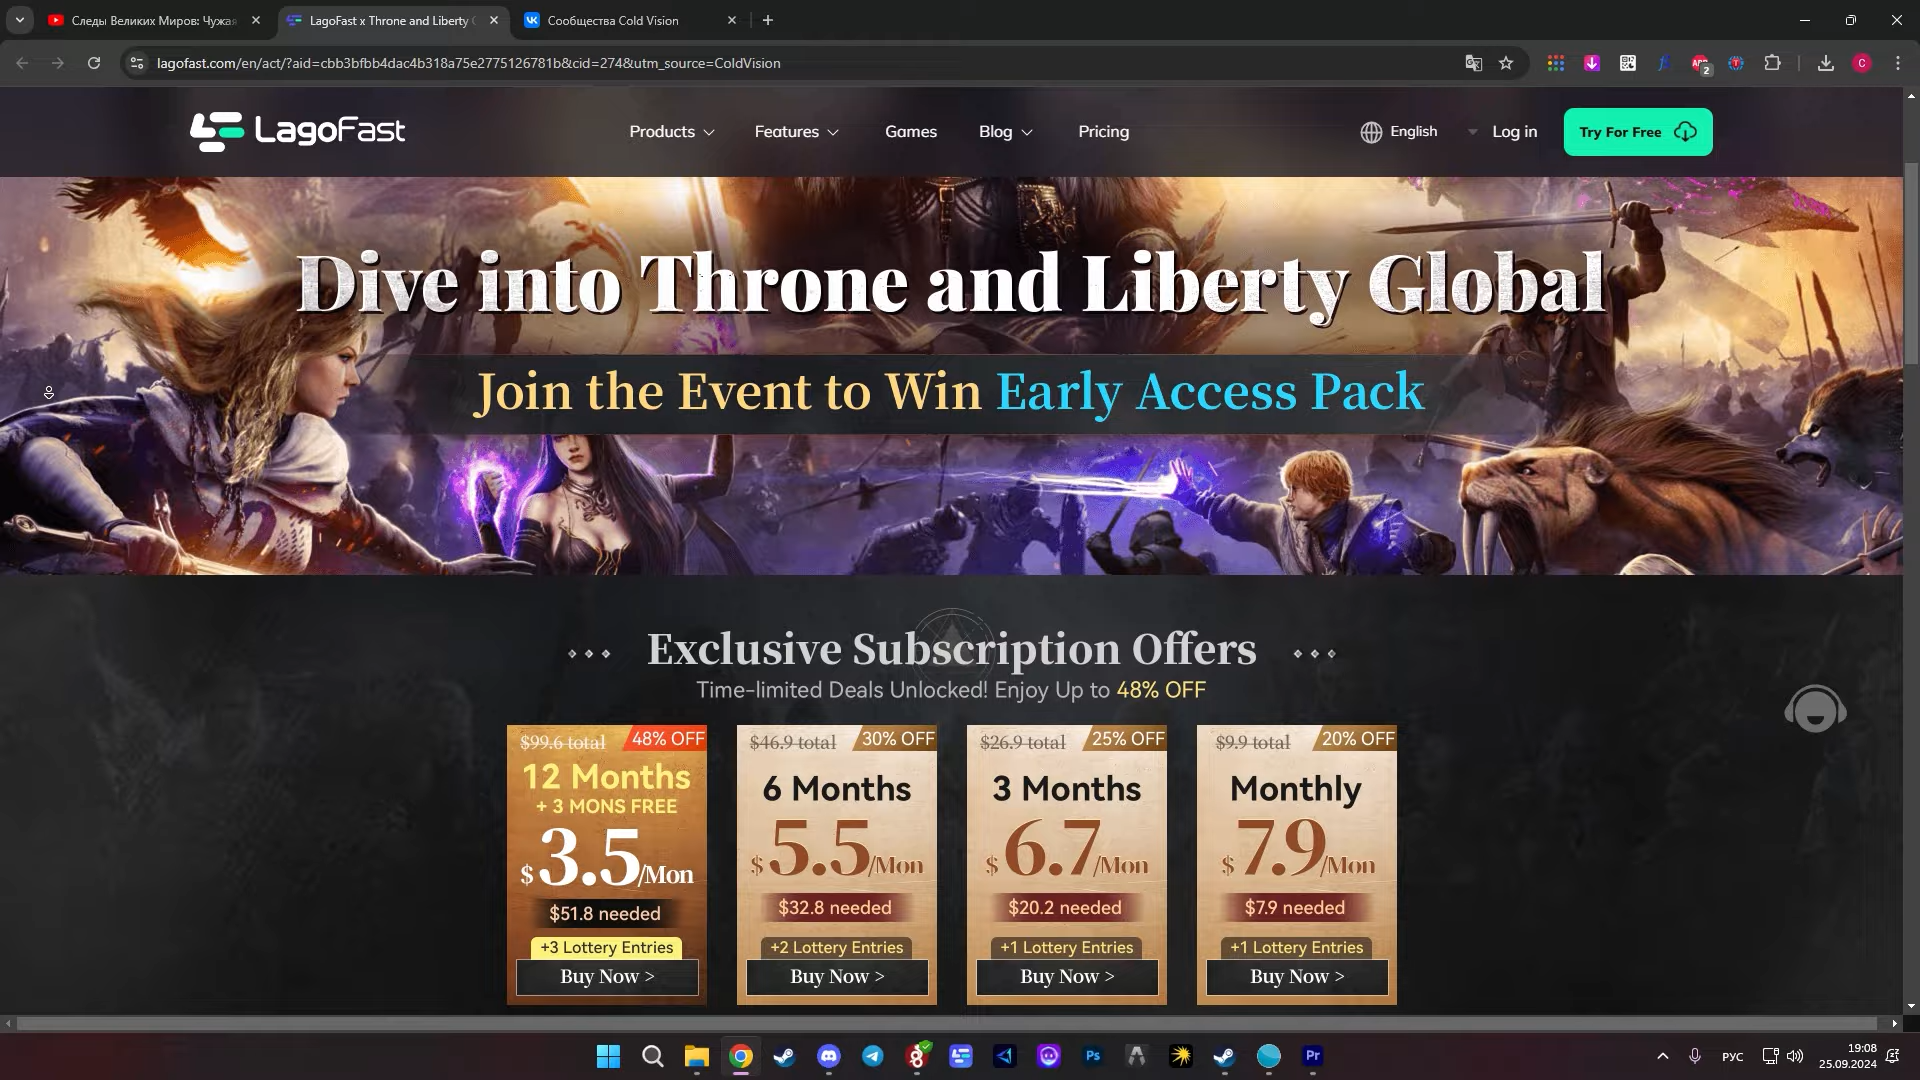 Следы Великих Миров: Чужая
LagoFast x Throne and Liberty
Сообщества Cold Vision
lagofast.com/en/act/?aid=cbb3bfbb4dac4b318a75e2775126781b&cid=274&utm_source=ColdVision
2
C
LagoFast
Products
Features
Games
Blog
Pricing
English
Log in
Try For Free
Dive into Throne and Liberty Global
Join the Event to Win Early Access Pack
Exclusive Subscription Offers
Time-limited Deals Unlocked! Enjoy Up to 48% OFF
$99.6 total 48% OFF
12 Months
+ 3 MONS FREE
$3.5/Mon
$51.8 needed
+3 Lottery Entries
Buy Now >
$46.9 total 30% OFF
6 Months
$5.5/Mon
$32.8 needed
+2 Lottery Entries
Buy Now >
$26.9 total 25% OFF
3 Months
$6.7/Mon
$20.2 needed
+1 Lottery Entries
Buy Now >
$9.9 total 20% OFF
Monthly
$7.9/Mon
$7.9 needed
+1 Lottery Entries
Buy Now >
Ps
Pr
РУС
19:08
25.09.2024